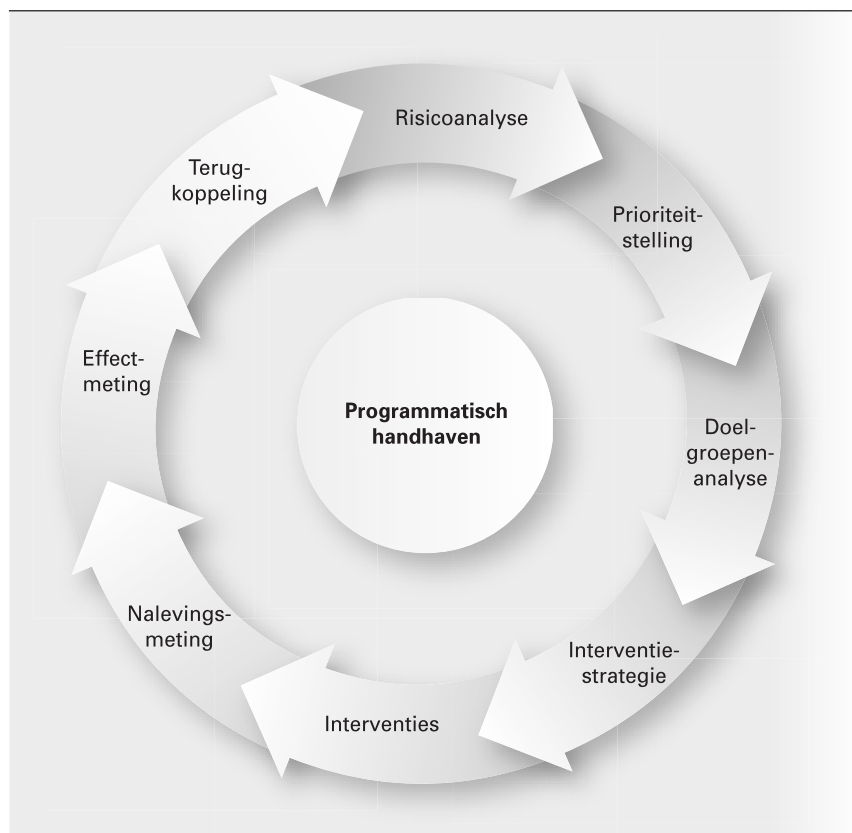 Risicoanalyse
Prioriteit-
stelling
Doel-
groepen-
analyse
Interventie-
strategie
Interventies
Nalevings-
meting
Effect-
meting
Terug-
koppeling
Programmatisch
handhaven